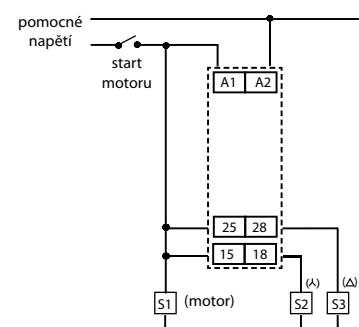 pomocné
napětí
start
motoru
A1 A2
25 28
15 18
S1 (motor) S2 (⅄) S3 (Δ)